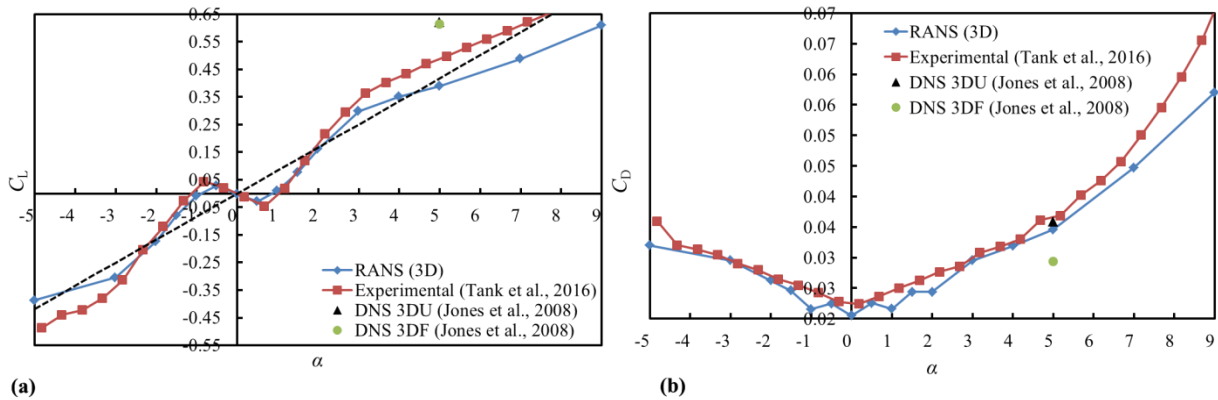 0.65
0.55
0.45
0.35
0.25
0.15
0.05
-0.05
-0.15
-0.25
-0.35
-0.45
-0.55
-5 -4 -3 -2 -1 0 1 2 3 4 5 6 7 8 9
C_L
α
RANS (3D)
Experimental (Tank et al., 2016)
DNS 3DU (Jones et al., 2008)
DNS 3DF (Jones et al., 2008)
(a)
0.07
0.07
0.06
0.06
0.05
0.05
0.04
0.04
0.03
0.03
0.02
-5 -4 -3 -2 -1 0 1 2 3 4 5 6 7 8 9
C_D
α
RANS (3D)
Experimental (Tank et al., 2016)
DNS 3DU (Jones et al., 2008)
DNS 3DF (Jones et al., 2008)
(b)